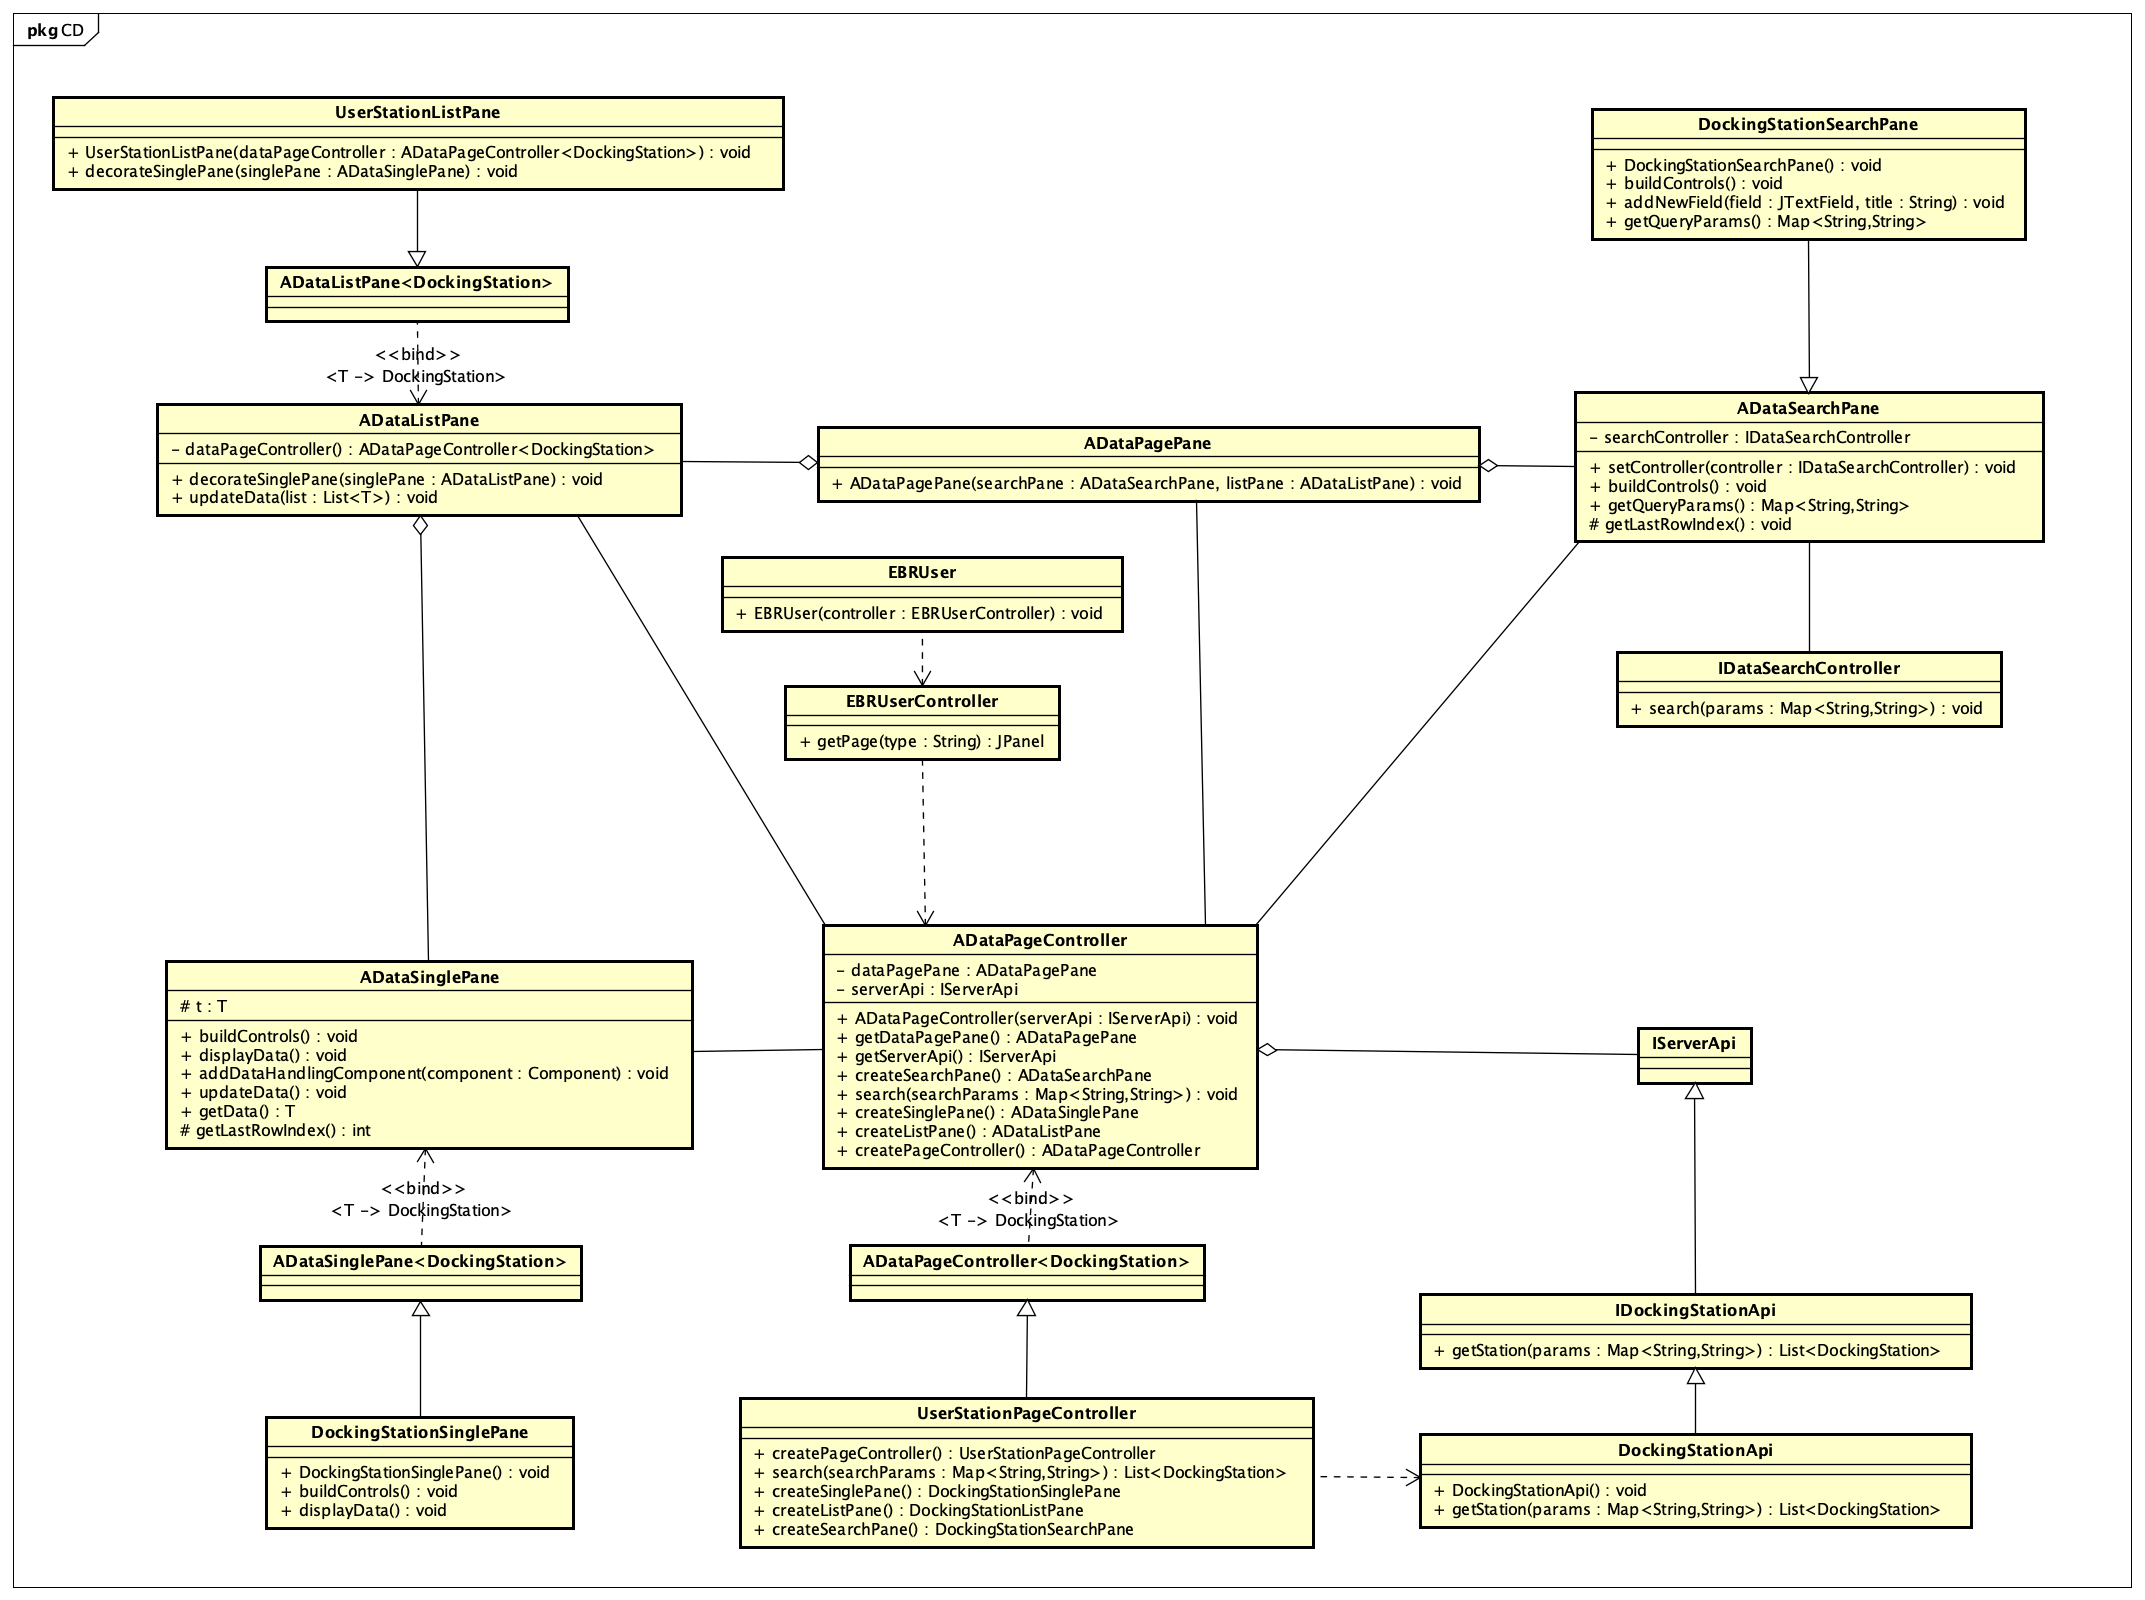 pkg CD
UserStationListPane
+ UserStationListPane(dataPageController : ADataPageController<DockingStation>) : void
+ decorateSinglePane(singlePane : ADataSinglePane) : void
DockingStationSearchPane
+ DockingStationSearchPane() : void
+ buildControls() : void
+ addNewField(field : JTextField, title : String) : void
+ getQueryParams() : Map<String,String>
ADataListPane<DockingStation>
<<bind>>
<T -> DockingStation>
ADataListPane
- dataPageController() : ADataPageController<DockingStation>
+ decorateSinglePane(singlePane : ADataListPane) : void
+ updateData(list : List<T>) : void
ADataPagePane
+ ADataPagePane(searchPane : ADataSearchPane, listPane : ADataListPane) : void
ADataSearchPane
- searchController : IDataSearchController
+ setController(controller : IDataSearchController) : void
+ buildControls() : void
+ getQueryParams() : Map<String,String>
# getLastRowIndex() : void
EBRUser
+ EBRUser(controller : EBRUserController) : void
EBRUserController
+ getPage(type : String) : JPanel
IDataSearchController
+ search(params : Map<String,String>) : void
ADataSinglePane
# t : T
+ buildControls() : void
+ displayData() : void
+ addDataHandlingComponent(component : Component) : void
+ updateData() : void
+ getData() : T
# getLastRowIndex() : int
ADataPageController
- dataPagePane : ADataPagePane
- serverApi : IServerApi
+ ADataPageController(serverApi : IServerApi) : void
+ getDataPagePane() : ADataPagePane
+ getServerApi() : IServerApi
+ createSearchPane() : ADataSearchPane
+ search(searchParams : Map<String,String>) : void
+ createSinglePane() : ADataSinglePane
+ createListPane() : ADataListPane
+ createPageController() : ADataPageController
IServerApi
<<bind>>
<T -> DockingStation>
<<bind>>
<T -> DockingStation>
ADataSinglePane<DockingStation>
ADataPageController<DockingStation>
IDockingStationApi
+ getStation(params : Map<String,String>) : List<DockingStation>
DockingStationSinglePane
+ DockingStationSinglePane() : void
+ buildControls() : void
+ displayData() : void
UserStationPageController
+ createPageController() : UserStationPageController
+ search(searchParams : Map<String,String>) : List<DockingStation>
+ createSinglePane() : DockingStationSinglePane
+ createListPane() : DockingStationListPane
+ createSearchPane() : DockingStationSearchPane
DockingStationApi
+ DockingStationApi() : void
+ getStation(params : Map<String,String>) : List<DockingStation>